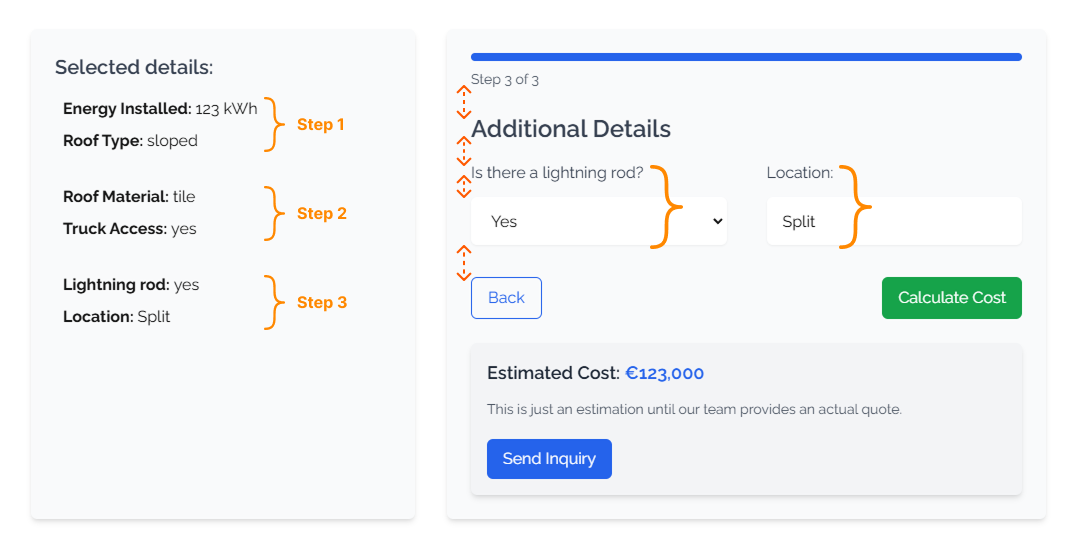 Selected details:
Energy Installed: 123 kWh
Roof Type: sloped
Step 1
Roof Material: tile
Truck Access: yes
Step 2
Lightning rod: yes
Location: Split
Step 3
Step 3 of 3
Additional Details
Is there a lightning rod?
Location:
Yes
Split
Back
Calculate Cost
Estimated Cost: €123,000
This is just an estimation until our team provides an actual quote.
Send Inquiry